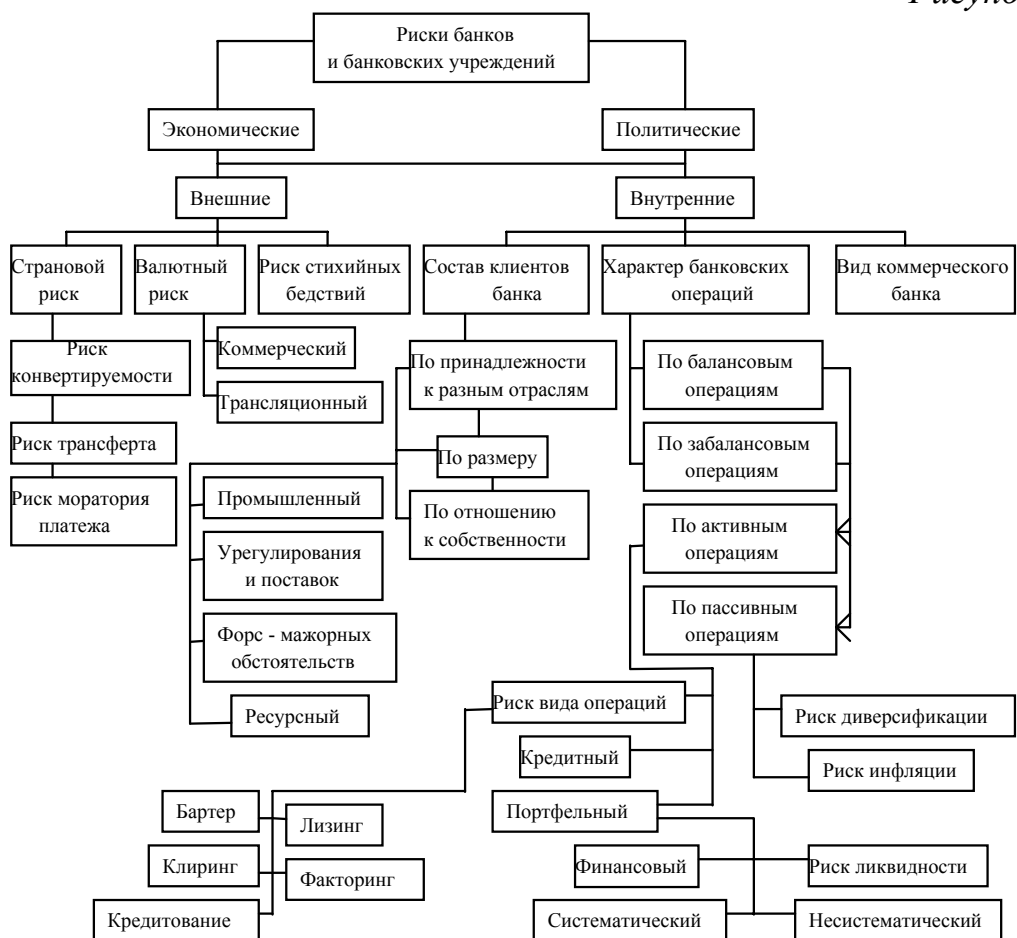 Риски банков
и банковских учреждений
Экономические
Политические
Внешние
Внутренние
Страновой
риск
Валютный
риск
Риск стихийных
бедствий
Состав клиентов
банка
Характер банковских
операций
Вид коммерческого
банка
Риск
конвертируемости
Коммерческий
По принадлежности
к разным отраслям
По балансовым
операциям
Трансляционный
Риск трансферта
По размеру
По забалансовым
операциям
Риск моратория
платежа
Промышленный
По отношению
к собственности
По активным
операциям
Урегулирования
и поставок
По пассивным
операциям
Форс - мажорных
обстоятельств
Ресурсный
Риск вида операций
Риск диверсификации
Кредитный
Риск инфляции
Бартер
Лизинг
Портфельный
Клиринг
Факторинг
Финансовый
Риск ликвидности
Кредитование
Систематический
Несистематический